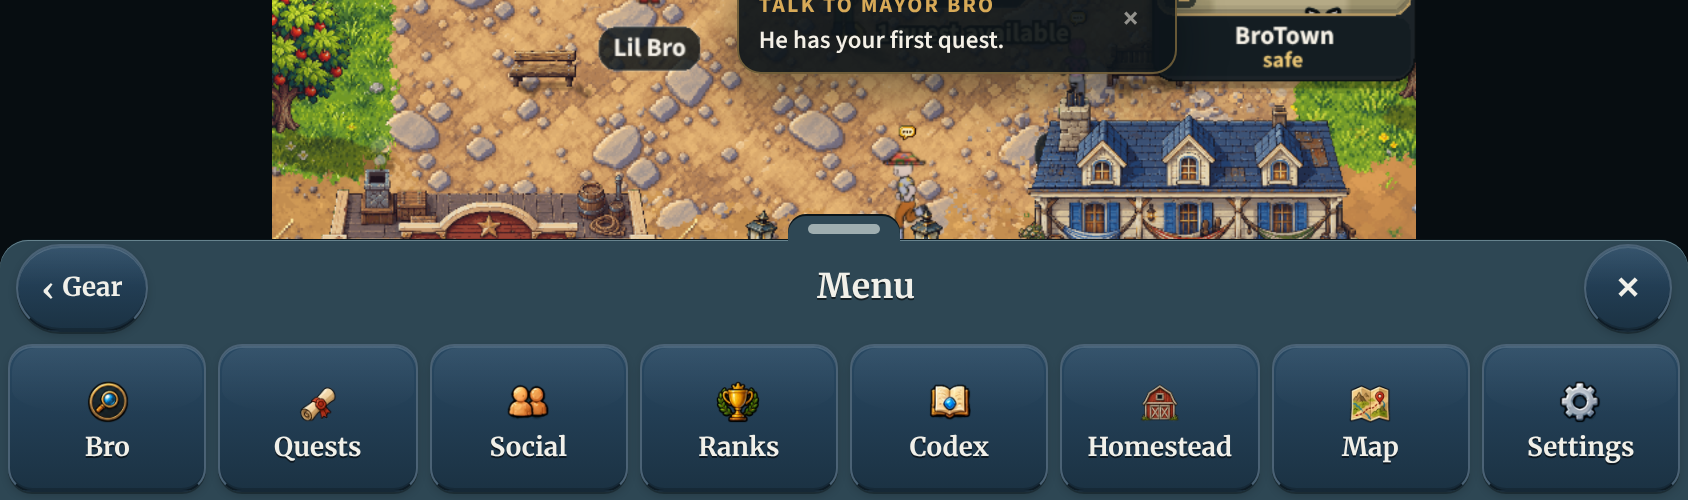 TALK TO MAYOR BRO
He has your first quest.
×
Lil Bro
BroTown
safe
‹ Gear
Menu
×
Bro
Quests
Social
Ranks
Codex
Homestead
Map
Settings